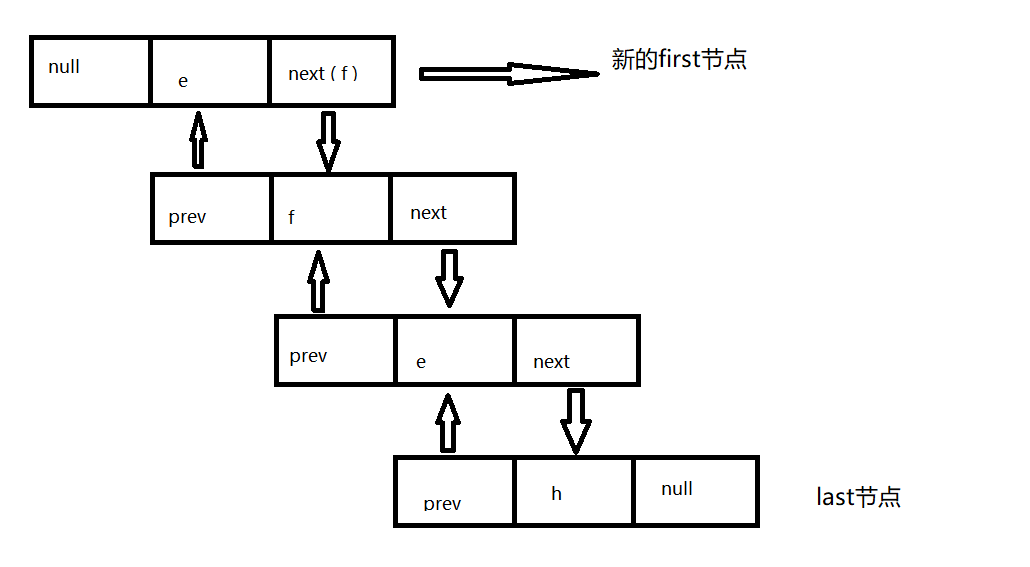 null e next ( f ) 新的first节点
prev f next
prev e next
prev h null last节点